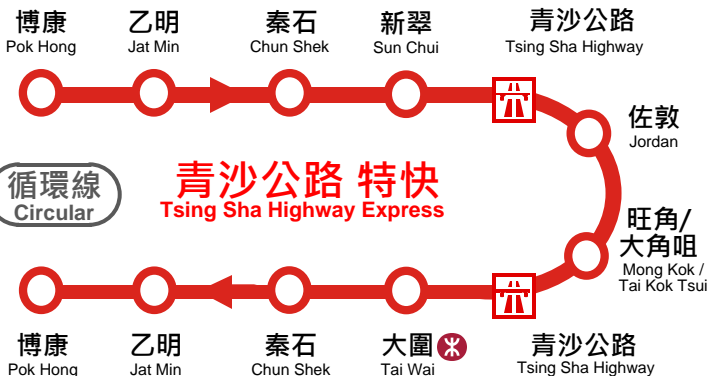 博康
Pok Hong
乙明
Jat Min
秦石
Chun Shek
新翠
Sun Chui
青沙公路
Tsing Sha Highway
佐敦
Jordan
循環線
Circular
青沙公路 特快
Tsing Sha Highway Express
旺角/
大角咀
Mong Kok /
Tai Kok Tsui
博康
Pok Hong
乙明
Jat Min
秦石
Chun Shek
大圍
Tai Wai
青沙公路
Tsing Sha Highway